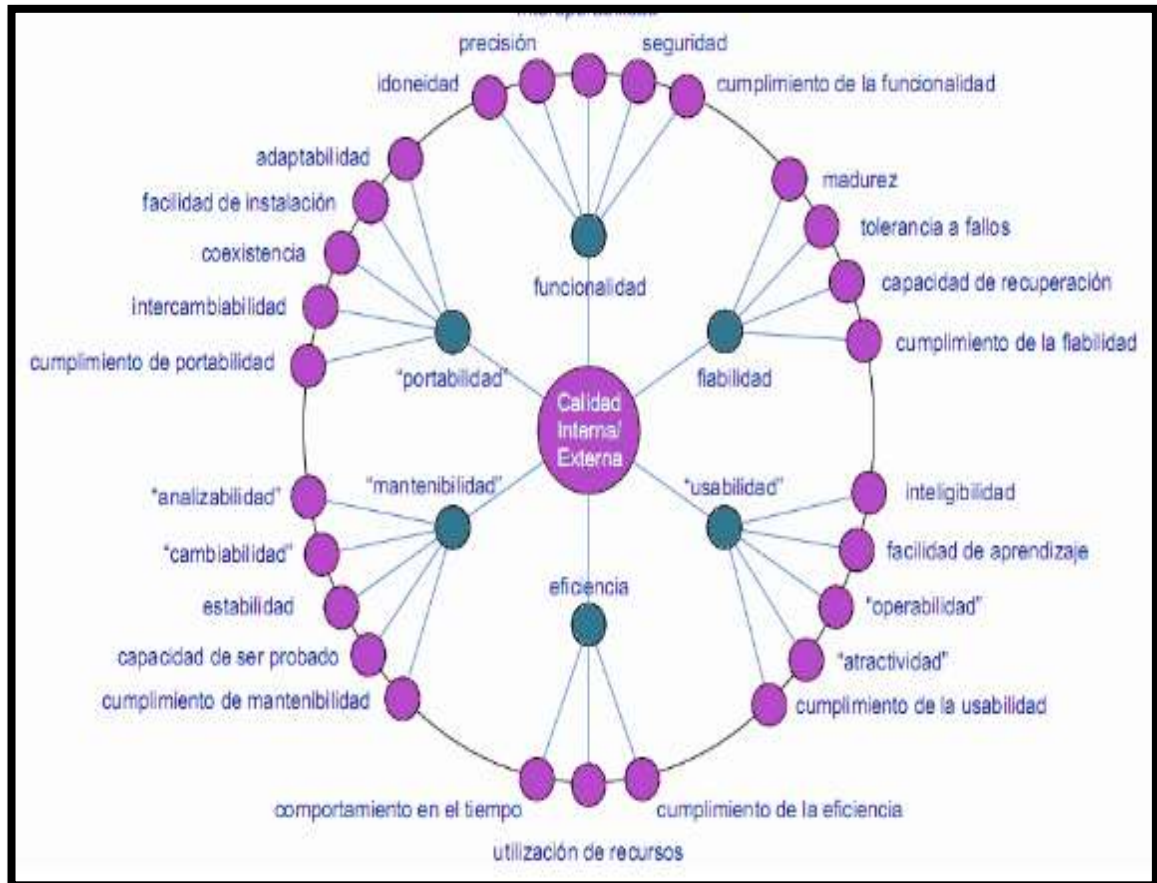 precisión
seguridad
idoneidad
cumplimiento de la funcionalidad
adaptabilidad
madurez
facilidad de instalación
tolerancia a fallos
coexistencia
capacidad de recuperación
funcionalidad
intercambiabilidad
cumplimiento de la fiabilidad
cumplimiento de portabilidad
"portabilidad"
fiabilidad
Calidad
Interna/
Externa
"mantenibilidad"
"usabilidad"
"analizabilidad"
inteligibilidad
"cambiabilidad"
facilidad de aprendizaje
eficiencia
estabilidad
"operabilidad"
capacidad de ser probado
"atractividad"
cumplimiento de mantenibilidad
cumplimiento de la usabilidad
comportamiento en el tiempo
cumplimiento de la eficiencia
utilización de recursos